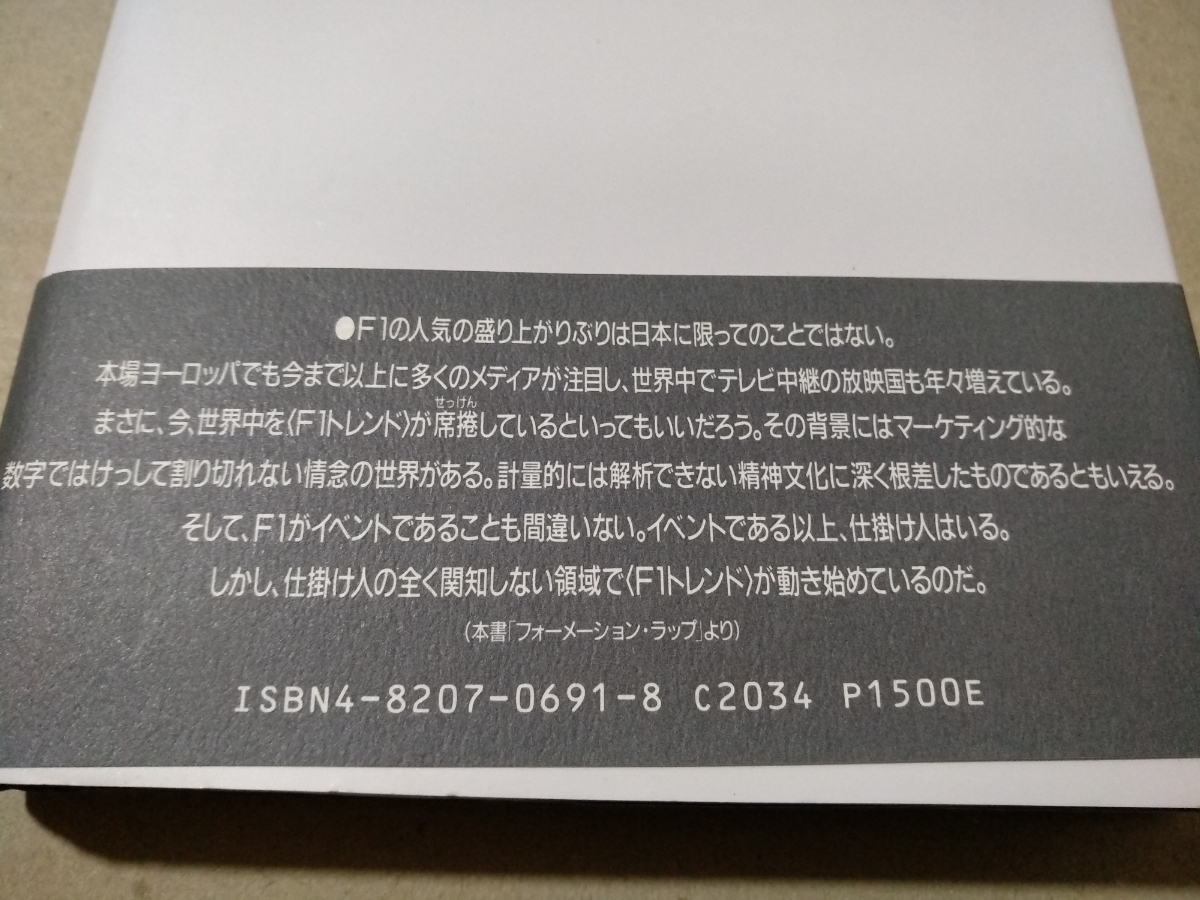 ●F1の人気の盛り上がりぶりは日本に限ってのことではない。
本場ヨーロッパでも今まで以上に多くのメディアが注目し、世界中でテレビ中継の放映国も年々増えている。
せっけん
まさに、今、世界中を〈F1トレンド〉が席捲しているといってもいいだろう。その背景にはマーケティング的な
数字ではけっして割り切れない情念の世界がある。計量的には解析できない精神文化に深く根差したものであるともいえる。
そして、F1がイベントであることも間違いない。イベントである以上、仕掛け人はいる。
しかし、仕掛け人の全く関知しない領域で〈F1トレンド〉が動き始めているのだ。
(本書「フォーメーション・ラップ」より)
ISBN4-8207-0691-8 C2034 P1500E